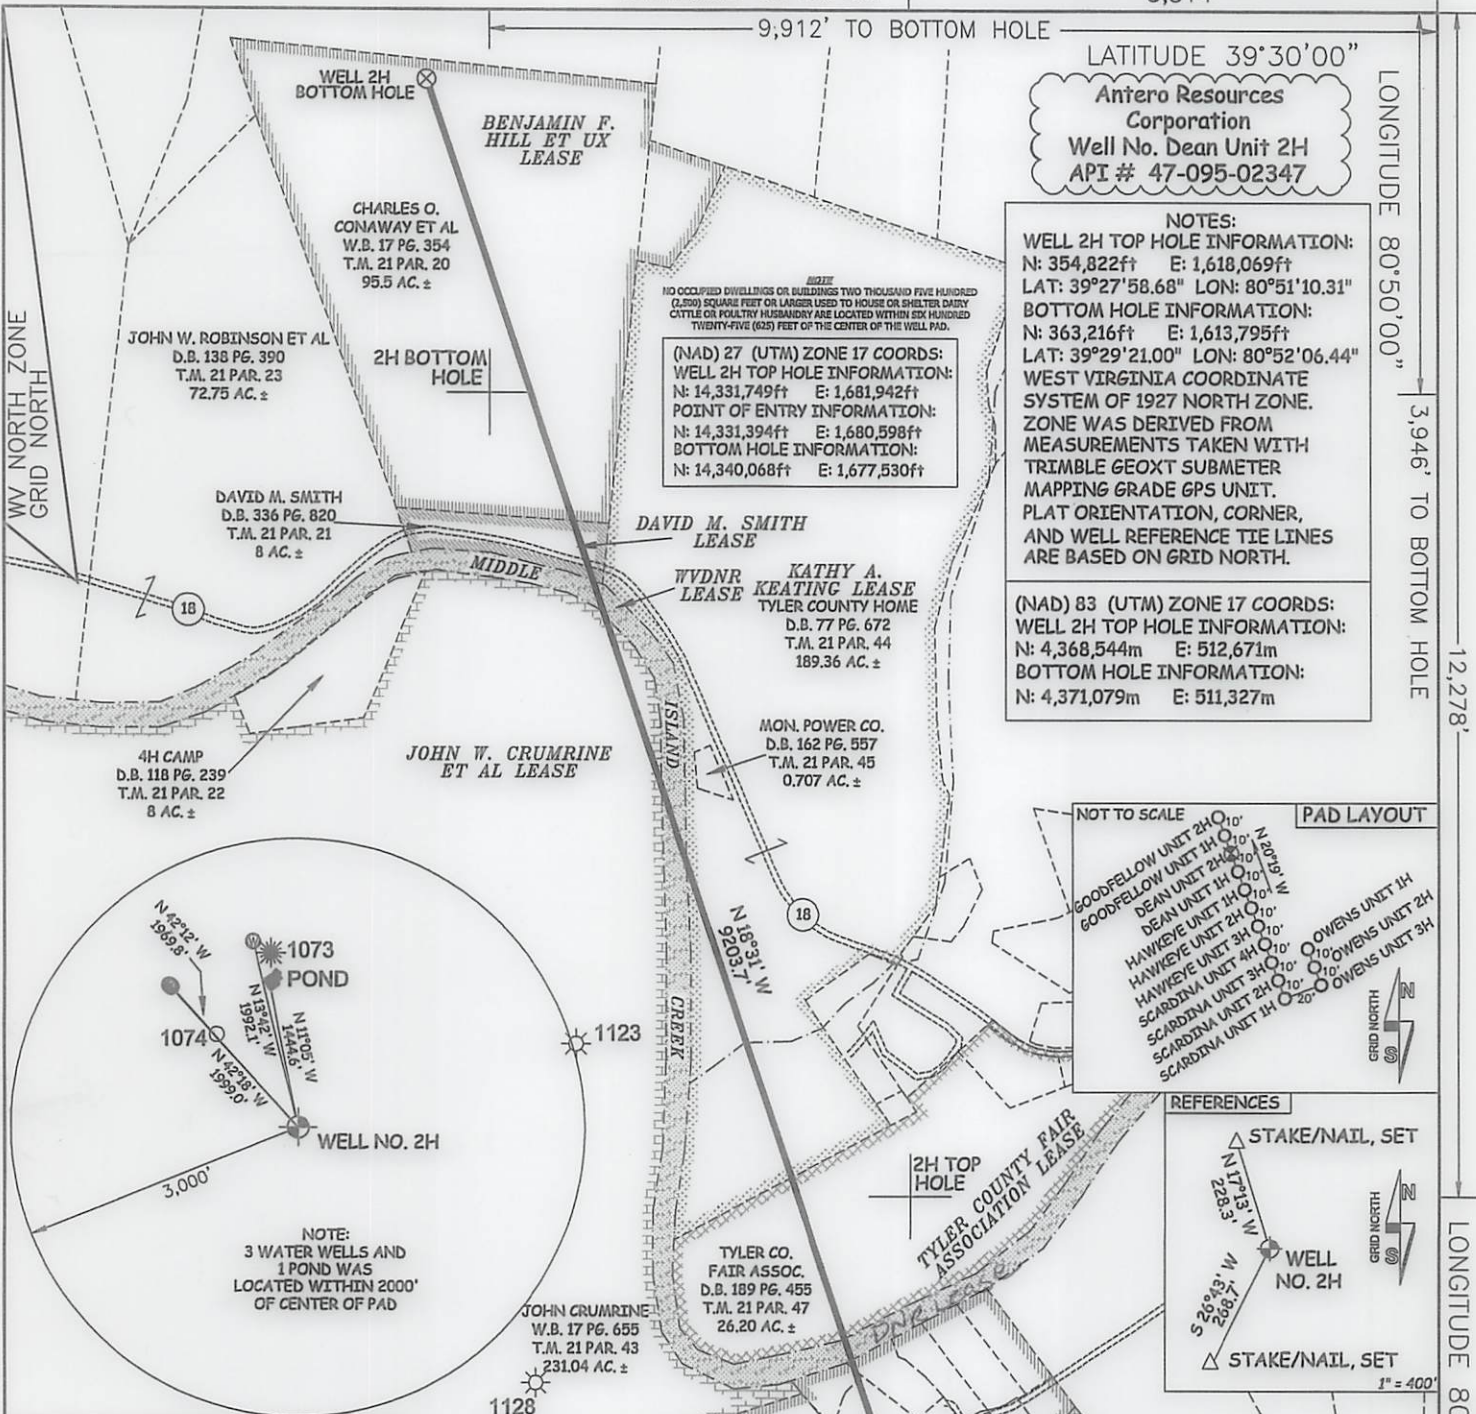 9,912' TO BOTTOM HOLE
LATITUDE 39°30'00"
LONGITUDE 80°50'00"
3,946' TO BOTTOM HOLE
12,278'
LONGITUDE 80
Antero Resources
Corporation
Well No. Dean Unit 2H
API # 47-095-02347
NOTES:
WELL 2H TOP HOLE INFORMATION:
N: 354,822ft E: 1,618,069ft
LAT: 39°27'58.68" LON: 80°51'10.31"
BOTTOM HOLE INFORMATION:
N: 363,216ft E: 1,613,795ft
LAT: 39°29'21.00" LON: 80°52'06.44"
WEST VIRGINIA COORDINATE
SYSTEM OF 1927 NORTH ZONE.
ZONE WAS DERIVED FROM
MEASUREMENTS TAKEN WITH
TRIMBLE GEOXT SUBMETER
MAPPING GRADE GPS UNIT.
PLAT ORIENTATION, CORNER,
AND WELL REFERENCE TIE LINES
ARE BASED ON GRID NORTH.
(NAD) 83 (UTM) ZONE 17 COORDS:
WELL 2H TOP HOLE INFORMATION:
N: 4,368,544m E: 512,671m
BOTTOM HOLE INFORMATION:
N: 4,371,079m E: 511,327m
WELL 2H
BOTTOM HOLE
BENJAMIN F.
HILL ET UX
LEASE
CHARLES O.
CONAWAY ET AL
W.B. 17 PG. 354
T.M. 21 PAR. 20
95.5 AC. ±
NOTE
NO OCCUPIED DWELLINGS OR BUILDINGS TWO THOUSAND FIVE HUNDRED
(2,500) SQUARE FEET OR LARGER USED TO HOUSE OR SHELTER DAIRY
CATTLE OR POULTRY HUSBANDRY ARE LOCATED WITHIN SIX HUNDRED
TWENTY-FIVE (625) FEET OF THE CENTER OF THE WELL PAD.
(NAD) 27 (UTM) ZONE 17 COORDS:
WELL 2H TOP HOLE INFORMATION:
N: 14,331,749ft E: 1,681,942ft
POINT OF ENTRY INFORMATION:
N: 14,331,394ft E: 1,680,598ft
BOTTOM HOLE INFORMATION:
N: 14,340,068ft E: 1,677,530ft
WV NORTH ZONE
GRID NORTH
JOHN W. ROBINSON ET AL
D.B. 138 PG. 390
T.M. 21 PAR. 23
72.75 AC. ±
2H BOTTOM
HOLE
DAVID M. SMITH
D.B. 336 PG. 820
T.M. 21 PAR. 21
8 AC. ±
DAVID M. SMITH
LEASE
MIDDLE
WVDNR
LEASE
KATHY A.
KEATING LEASE
TYLER COUNTY HOME
D.B. 77 PG. 672
T.M. 21 PAR. 44
189.36 AC. ±
18
ISLAND
MON. POWER CO.
D.B. 162 PG. 557
T.M. 21 PAR. 45
0.707 AC. ±
4H CAMP
D.B. 118 PG. 239
T.M. 21 PAR. 22
8 AC. ±
JOHN W. CRUMRINE
ET AL LEASE
N 18°31' W
9203.7'
18
CREEK
NOT TO SCALE
PAD LAYOUT
GOODFELLOW UNIT 2H 10'
GOODFELLOW UNIT 1H 10'
DEAN UNIT 2H 10'
DEAN UNIT 1H 10'
HAWKEYE UNIT 1H 10'
HAWKEYE UNIT 2H 10'
HAWKEYE UNIT 3H 10'
SCARDINA UNIT 4H 10'
SCARDINA UNIT 3H 10'
SCARDINA UNIT 2H 10'
SCARDINA UNIT 1H 20'
N 20°19' W
OWENS UNIT 1H
10'
OWENS UNIT 2H
10'
OWENS UNIT 3H
GRID NORTH
N
S
N 42°12' W
1969.8'
1073
POND
1074
N 13°42' W
1992.1'
N 11°05' W
1444.6'
N 42°18' W
1999.0'
WELL NO. 2H
3,000'
NOTE:
3 WATER WELLS AND
1 POND WAS
LOCATED WITHIN 2000'
OF CENTER OF PAD
1123
REFERENCES
STAKE/NAIL, SET
N 17°13' W
228.3'
WELL
NO. 2H
S 26°43' W
268.7'
STAKE/NAIL, SET
GRID NORTH
N
S
1" = 400'
2H TOP
HOLE
TYLER COUNTY FAIR
ASSOCIATION LEASE
TYLER CO.
FAIR ASSOC.
D.B. 189 PG. 455
T.M. 21 PAR. 47
26.20 AC. ±
DNR LEASE
JOHN CRUMRINE
W.B. 17 PG. 655
T.M. 21 PAR. 43
231.04 AC. ±
1128